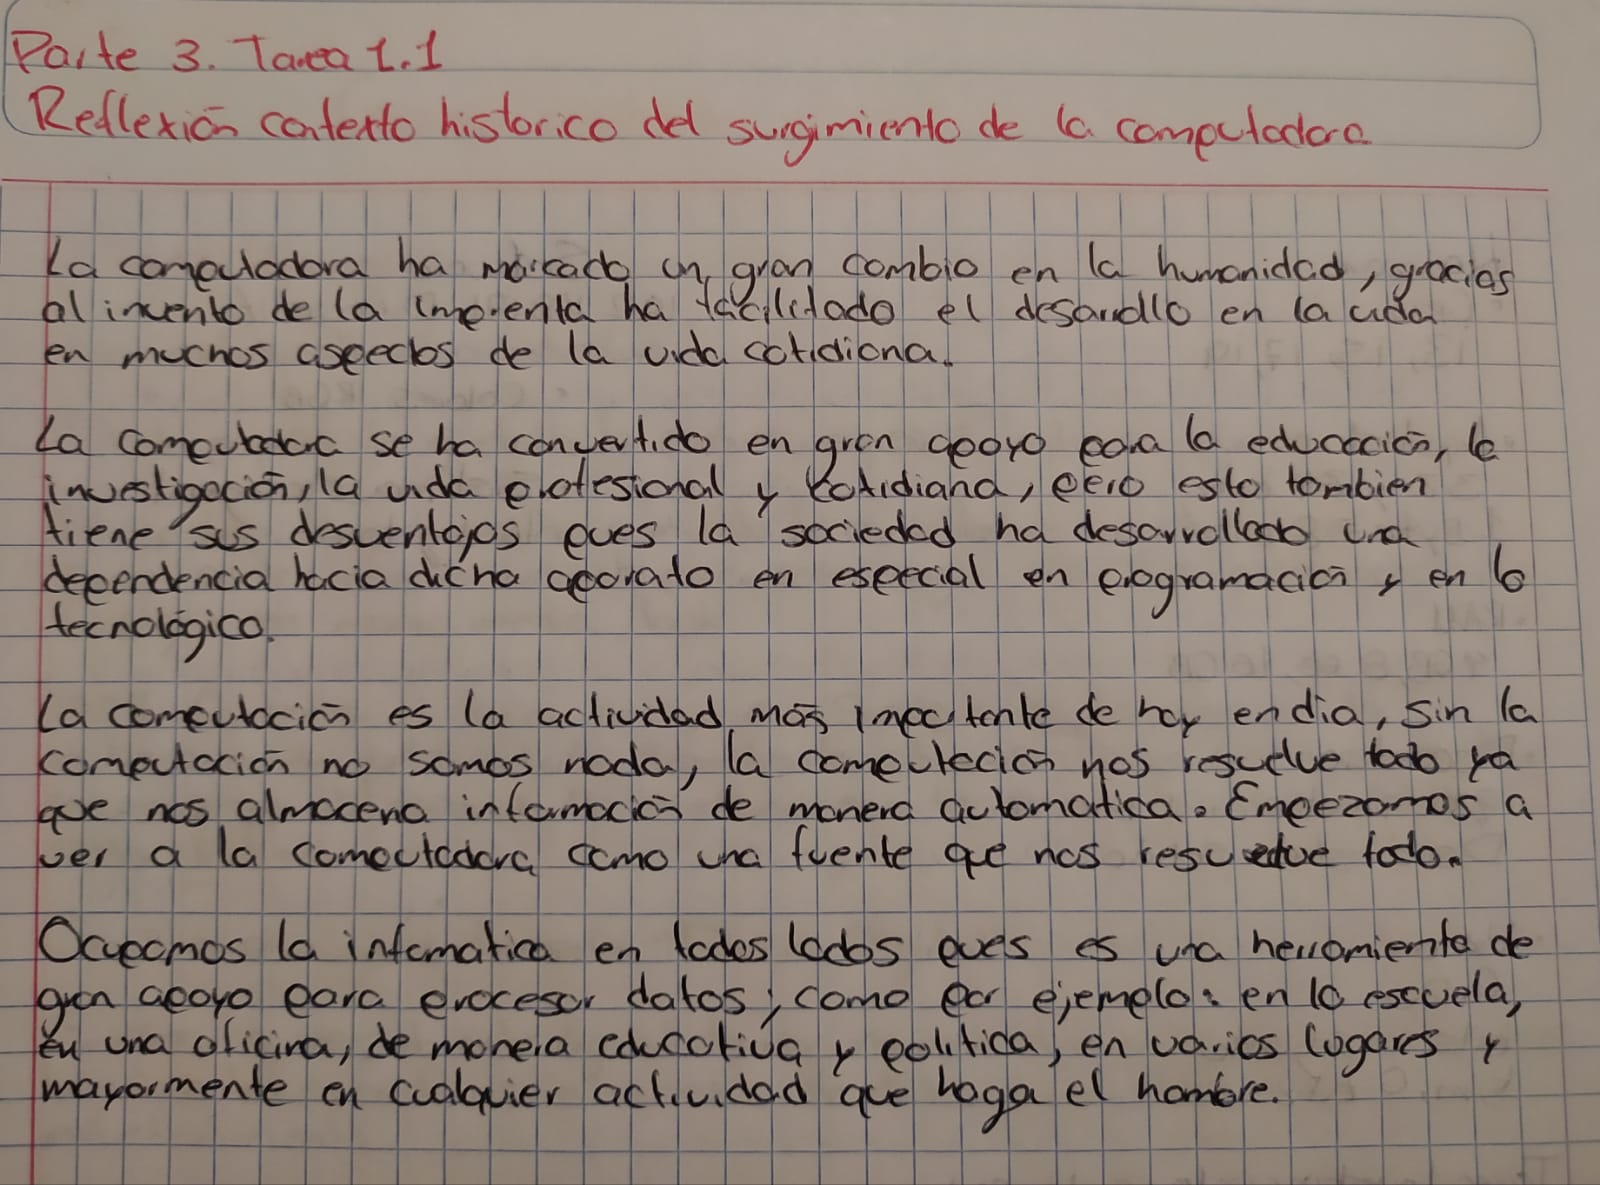 Parte 3. Tarea 1.1
Reflexión contexto historico del surgimiento de la computadora
La computadora ha marcado un gran cambio en la humanidad, gracias
al invento de la imprenta ha facilitado el desarrollo en la vida
en muchos aspectos de la vida cotidiana.
La computadora se ha convertido en gran apoyo para la educación, la
investigación, la vida profesional y cotidiana, pero esto tambien
tiene sus desventajas pues la sociedad ha desarrollado una
dependencia hacia dicho aparato en especial en programación y en lo
tecnológico.
La computación es la actividad más importante de hoy en dia, sin la
computación no somos nada, la computación nos resuelve todo ya
que nos almacena información de manera automatica. Empezamos a
ver a la computadora como una fuente que nos resuelve todo.
Ocupamos la informatica en todos lados pues es una herramienta de
gran apoyo para procesar datos; como por ejemplo: en la escuela,
en una oficina, de manera educativa y politica, en varios lugares y
mayormente en cualquier actividad que haga el hombre.